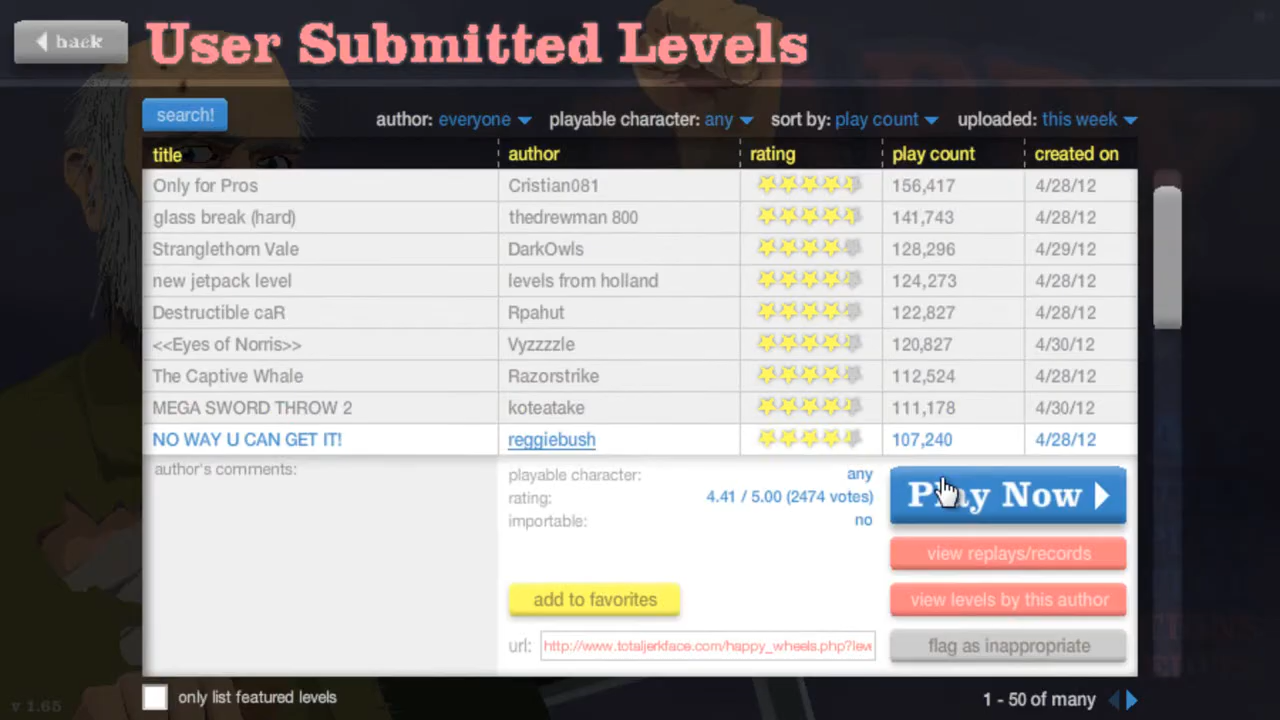 back
User Submitted Levels
search!
author: everyone playable character: any sort by: play count uploaded: this week
title author rating play count created on
Only for Pros Cristian081 156,417 4/28/12
glass break (hard) thedrewman 800 141,743 4/28/12
Stranglethorn Vale DarkOwls 128,296 4/29/12
new jetpack level levels from holland 124,273 4/28/12
Destructible caR Rpahut 122,827 4/28/12
<<Eyes of Norris>> Vyzzzzle 120,827 4/30/12
The Captive Whale Razorstrike 112,524 4/28/12
MEGA SWORD THROW 2 koteatake 111,178 4/30/12
NO WAY U CAN GET IT! reggiebush 107,240 4/28/12
author's comments:
playable character: any
rating: 4.41 / 5.00 (2474 votes)
importable: no
Play Now
view replays/records
add to favorites
view levels by this author
url: http://www.totaljerkface.com/happy_wheels.php?lev
flag as inappropriate
only list featured levels
1 - 50 of many
v 1.65